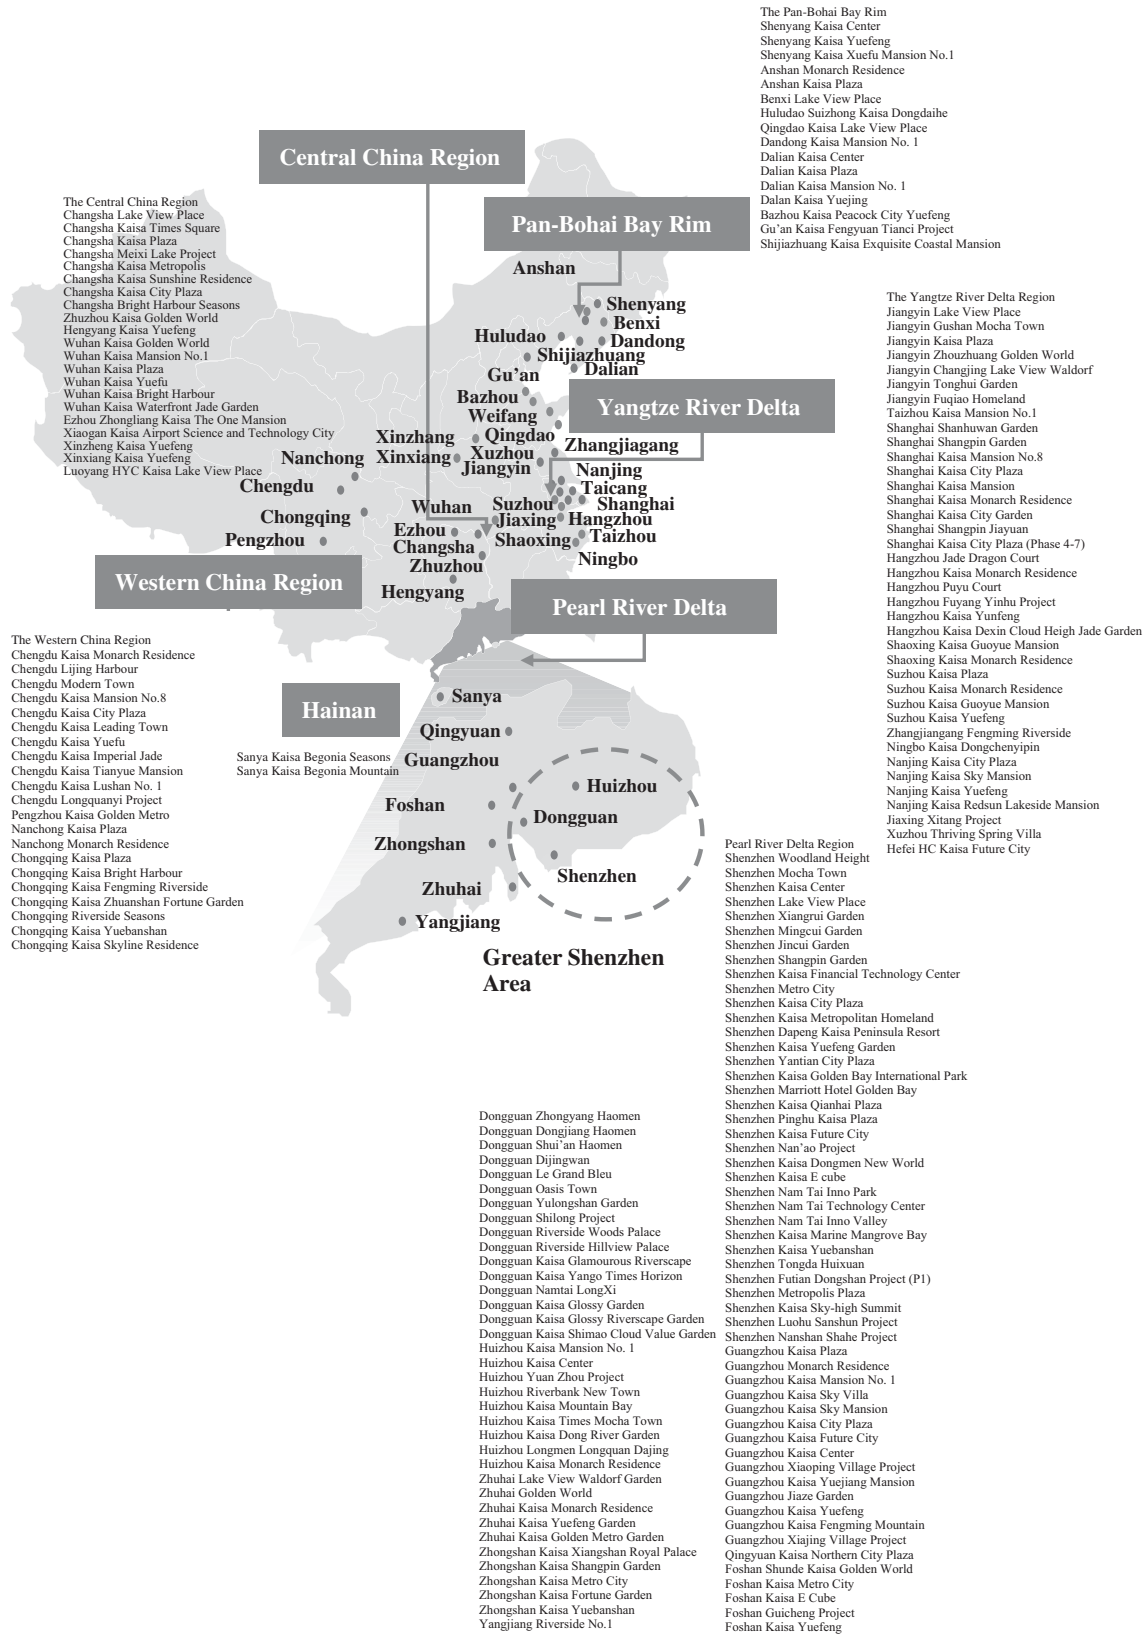 The Pan-Bohai Bay Rim
Shenyang Kaisa Center
Shenyang Kaisa Yuefeng
Shenyang Kaisa Xuefu Mansion No.1
Anshan Monarch Residence
Anshan Kaisa Plaza
Benxi Lake View Place
Huludao Suizhong Kaisa Dongdaihe
Qingdao Kaisa Lake View Place
Dandong Kaisa Mansion No. 1
Dalian Kaisa Center
Dalian Kaisa Plaza
Dalian Kaisa Mansion No. 1
Dalan Kaisa Yuejing
Bazhou Kaisa Peacock City Yuefeng
Gu'an Kaisa Fengyuan Tianci Project
Shijiazhuang Kaisa Exquisite Coastal Mansion
Central China Region
The Central China Region
Changsha Lake View Place
Changsha Kaisa Times Square
Changsha Kaisa Plaza
Changsha Meixi Lake Project
Changsha Kaisa Metropolis
Changsha Kaisa Sunshine Residence
Changsha Kaisa City Plaza
Changsha Bright Harbour Seasons
Zhuzhou Kaisa Golden World
Hengyang Kaisa Yuefeng
Wuhan Kaisa Golden World
Wuhan Kaisa Mansion No.1
Wuhan Kaisa Plaza
Wuhan Kaisa Yuefu
Wuhan Kaisa Bright Harbour
Wuhan Kaisa Waterfront Jade Garden
Ezhou Zhongliang Kaisa The One Mansion
Xiaogan Kaisa Airport Science and Technology City
Xinzheng Kaisa Yuefeng
Xinxiang Kaisa Yuefeng
Luoyang HYC Kaisa Lake View Place
Pan-Bohai Bay Rim
Anshan
Shenyang
Benxi
Huludao
Dandong
Shijiazhuang
Dalian
Gu'an
Bazhou
Weifang
Yangtze River Delta
Xinzhang
Qingdao
Zhangjiagang
Nanchong
Xinxiang
Xuzhou
Jiangyin
Nanjing
Chengdu
Taicang
Wuhan
Suzhou
Shanghai
Chongqing
Jiaxing
Hangzhou
Ezhou
Pengzhou
Changsha
Shaoxing
Taizhou
Zhuzhou
Ningbo
Hengyang
Western China Region
Pearl River Delta
The Yangtze River Delta Region
Jiangyin Lake View Place
Jiangyin Gushan Mocha Town
Jiangyin Kaisa Plaza
Jiangyin Zhouzhuang Golden World
Jiangyin Changjing Lake View Waldorf
Jiangyin Tonghui Garden
Jiangyin Fuqiao Homeland
Taizhou Kaisa Mansion No.1
Shanghai Shanhuwan Garden
Shanghai Shangpin Garden
Shanghai Kaisa Mansion No.8
Shanghai Kaisa City Plaza
Shanghai Kaisa Mansion
Shanghai Kaisa Monarch Residence
Shanghai Kaisa City Garden
Shanghai Shangpin Jiayuan
Shanghai Kaisa City Plaza (Phase 4-7)
Hangzhou Jade Dragon Court
Hangzhou Kaisa Monarch Residence
Hangzhou Puyu Court
Hangzhou Fuyang Yinhu Project
Hangzhou Kaisa Yunfeng
Hangzhou Kaisa Dexin Cloud Heigh Jade Garden
Shaoxing Kaisa Guoyue Mansion
Shaoxing Kaisa Monarch Residence
Suzhou Kaisa Plaza
Suzhou Kaisa Monarch Residence
Suzhou Kaisa Guoyue Mansion
Suzhou Kaisa Yuefeng
Zhangjiangang Fengming Riverside
Ningbo Kaisa Dongchenyipin
Nanjing Kaisa City Plaza
Nanjing Kaisa Sky Mansion
Nanjing Kaisa Yuefeng
Nanjing Kaisa Redsun Lakeside Mansion
Jiaxing Xitang Project
Xuzhou Thriving Spring Villa
Hefei HC Kaisa Future City
The Western China Region
Chengdu Kaisa Monarch Residence
Chengdu Lijing Harbour
Chengdu Modern Town
Chengdu Kaisa Mansion No.8
Chengdu Kaisa City Plaza
Chengdu Kaisa Leading Town
Chengdu Kaisa Yuefu
Chengdu Kaisa Imperial Jade
Chengdu Kaisa Tianyue Mansion
Chengdu Kaisa Lushan No. 1
Chengdu Longquanyi Project
Pengzhou Kaisa Golden Metro
Nanchong Kaisa Plaza
Nanchong Monarch Residence
Chongqing Kaisa Plaza
Chongqing Kaisa Bright Harbour
Chongqing Kaisa Fengming Riverside
Chongqing Kaisa Zhuanshan Fortune Garden
Chongqing Riverside Seasons
Chongqing Kaisa Yuebanshan
Chongqing Kaisa Skyline Residence
Hainan
Sanya Kaisa Begonia Seasons
Sanya Kaisa Begonia Mountain
Sanya
Qingyuan
Guangzhou
Huizhou
Foshan
Dongguan
Zhongshan
Shenzhen
Zhuhai
Yangjiang
Greater Shenzhen
Area
Pearl River Delta Region
Shenzhen Woodland Height
Shenzhen Mocha Town
Shenzhen Kaisa Center
Shenzhen Lake View Place
Shenzhen Xiangrui Garden
Shenzhen Mingcui Garden
Shenzhen Jincui Garden
Shenzhen Shangpin Garden
Shenzhen Kaisa Financial Technology Center
Shenzhen Metro City
Shenzhen Kaisa City Plaza
Shenzhen Kaisa Metropolitan Homeland
Shenzhen Dapeng Kaisa Peninsula Resort
Shenzhen Kaisa Yuefeng Garden
Shenzhen Yantian City Plaza
Shenzhen Kaisa Golden Bay International Park
Shenzhen Marriott Hotel Golden Bay
Shenzhen Kaisa Qianhai Plaza
Shenzhen Pinghu Kaisa Plaza
Shenzhen Kaisa Future City
Shenzhen Nan'ao Project
Shenzhen Kaisa Dongmen New World
Shenzhen Kaisa E cube
Shenzhen Nam Tai Inno Park
Shenzhen Nam Tai Technology Center
Shenzhen Nam Tai Inno Valley
Shenzhen Kaisa Marine Mangrove Bay
Shenzhen Kaisa Yuebanshan
Shenzhen Tongda Huixuan
Shenzhen Futian Dongshan Project (P1)
Shenzhen Metropolis Plaza
Shenzhen Kaisa Sky-high Summit
Shenzhen Luohu Sanshun Project
Shenzhen Nanshan Shahe Project
Guangzhou Kaisa Plaza
Guangzhou Monarch Residence
Guangzhou Kaisa Mansion No. 1
Guangzhou Kaisa Sky Villa
Guangzhou Kaisa Sky Mansion
Guangzhou Kaisa City Plaza
Guangzhou Kaisa Future City
Guangzhou Kaisa Center
Guangzhou Xiaoping Village Project
Guangzhou Kaisa Yuejiang Mansion
Guangzhou Jiaze Garden
Guangzhou Kaisa Yuefeng
Guangzhou Kaisa Fengming Mountain
Guangzhou Xiajing Village Project
Qingyuan Kaisa Northern City Plaza
Foshan Shunde Kaisa Golden World
Foshan Kaisa Metro City
Foshan Kaisa E Cube
Foshan Guicheng Project
Foshan Kaisa Yuefeng
Dongguan Zhongyang Haomen
Dongguan Dongjiang Haomen
Dongguan Shui'an Haomen
Dongguan Dijingwan
Dongguan Le Grand Bleu
Dongguan Oasis Town
Dongguan Yulongshan Garden
Dongguan Shilong Project
Dongguan Riverside Woods Palace
Dongguan Riverside Hillview Palace
Dongguan Kaisa Glamourous Riverscape
Dongguan Kaisa Yango Times Horizon
Dongguan Namtai LongXi
Dongguan Kaisa Glossy Garden
Dongguan Kaisa Glossy Riverscape Garden
Dongguan Kaisa Shimao Cloud Value Garden
Huizhou Kaisa Mansion No. 1
Huizhou Kaisa Center
Huizhou Yuan Zhou Project
Huizhou Riverbank New Town
Huizhou Kaisa Mountain Bay
Huizhou Kaisa Times Mocha Town
Huizhou Kaisa Dong River Garden
Huizhou Longmen Longquan Dajing
Huizhou Kaisa Monarch Residence
Zhuhai Lake View Waldorf Garden
Zhuhai Golden World
Zhuhai Kaisa Monarch Residence
Zhuhai Kaisa Yuefeng Garden
Zhuhai Kaisa Golden Metro Garden
Zhongshan Kaisa Xiangshan Royal Palace
Zhongshan Kaisa Shangpin Garden
Zhongshan Kaisa Metro City
Zhongshan Kaisa Fortune Garden
Zhongshan Kaisa Yuebanshan
Yangjiang Riverside No.1